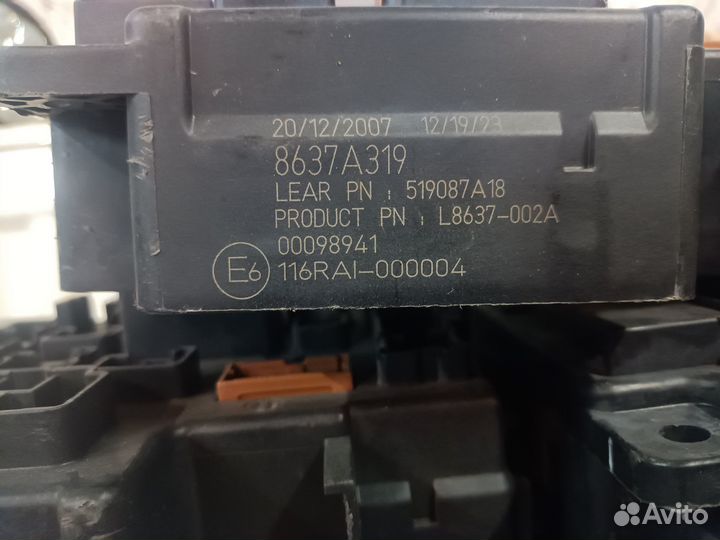 20/12/2007 12/19/23
8637A319
LEAR PN : 519087A18
PRODUCT PN : L8637-002A
00098941
E6 116RAI-000004
Avito